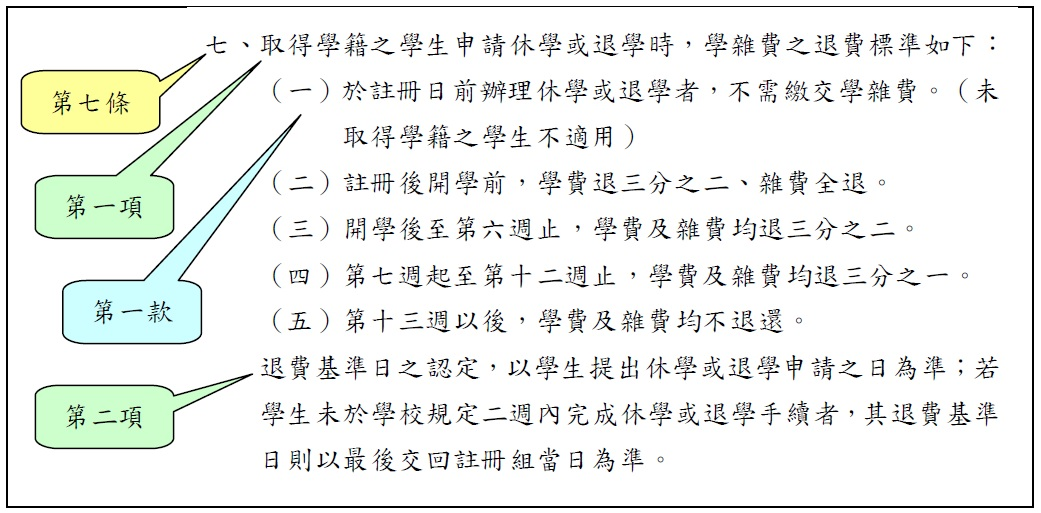 七、取得學籍之學生申請休學或退學時，學雜費之退費標準如下：
第七條
（一）於註冊日前辦理休學或退學者，不需繳交學雜費。（未
取得學籍之學生不適用）
第一項
（二）註冊後開學前，學費退三分之二、雜費全退。
（三）開學後至第六週止，學費及雜費均退三分之二。
（四）第七週起至第十二週止，學費及雜費均退三分之一。
第一款
（五）第十三週以後，學費及雜費均不退還。
退費基準日之認定，以學生提出休學或退學申請之日為準；若
第二項
學生未於學校規定二週內完成休學或退學手續者，其退費基準
日則以最後交回註冊組當日為準。